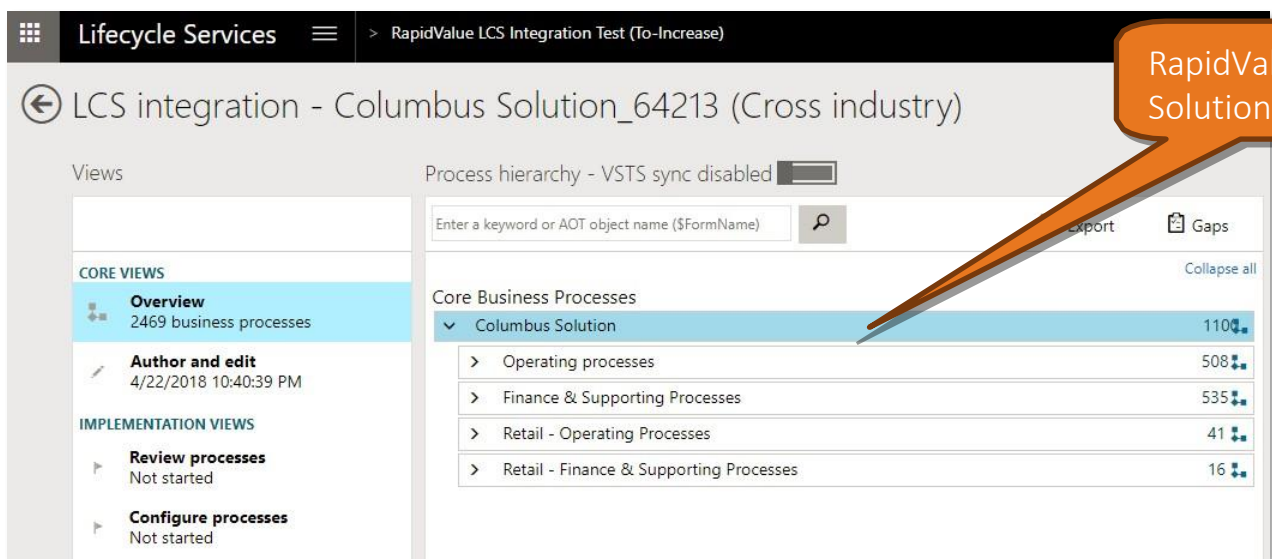 Lifecycle Services > RapidValue LCS Integration Test (To-Increase)
RapidVal
Solution
LCS integration - Columbus Solution_64213 (Cross industry)
Views
Process hierarchy - VSTS sync disabled
Enter a keyword or AOT object name ($FormName)
Export
Gaps
Collapse all
CORE VIEWS
Overview
2469 business processes
Author and edit
4/22/2018 10:40:39 PM
IMPLEMENTATION VIEWS
Review processes
Not started
Configure processes
Not started
Core Business Processes
Columbus Solution 1100
Operating processes 508
Finance & Supporting Processes 535
Retail - Operating Processes 41
Retail - Finance & Supporting Processes 16